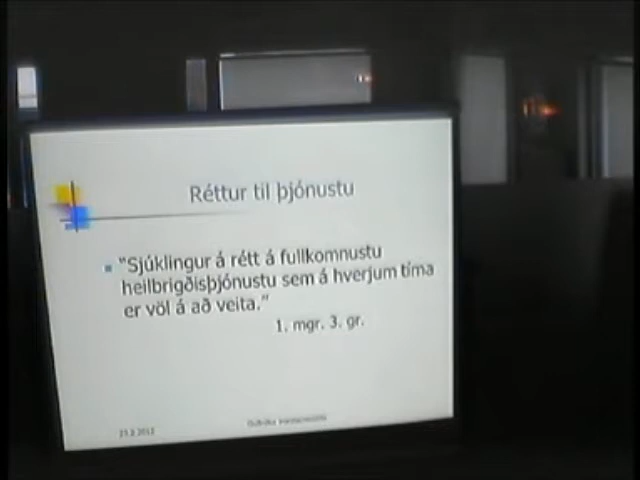 Réttur til þjónustu
"Sjúklingur á rétt á fullkomnustu
heilbrigðisþjónustu sem á hverjum tíma
er völ á að veita."
1. mgr. 3. gr.